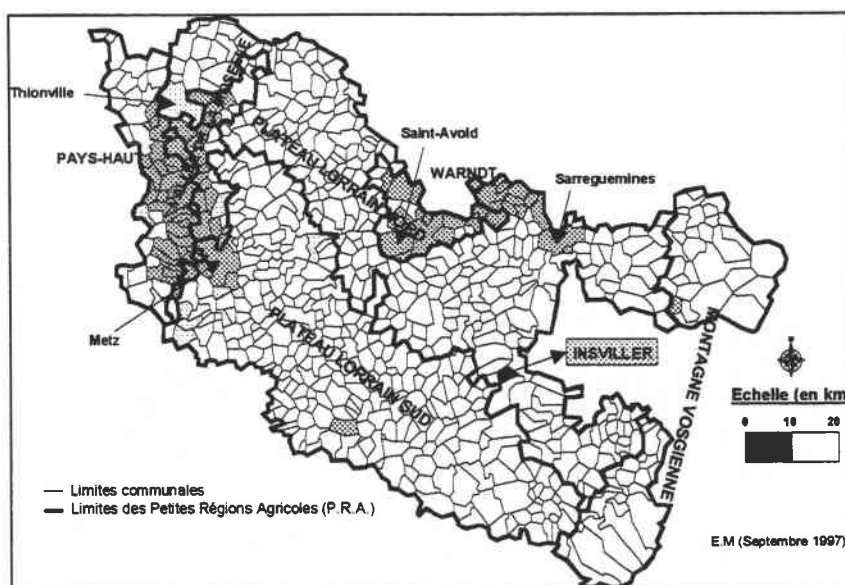 Thionville
PAYS-HAUT
PLATEAU LORRAIN
Saint-Avold
WARNDT
Sarreguemines
Metz
PLATEAU LORRAIN SUD
INSVILLER
MONTAGNE VOSGIENNE
Echelle (en km
0 10 20
Limites communales
Limites des Petites Régions Agricoles (P.R.A.)
E.M (Septembre 1997)